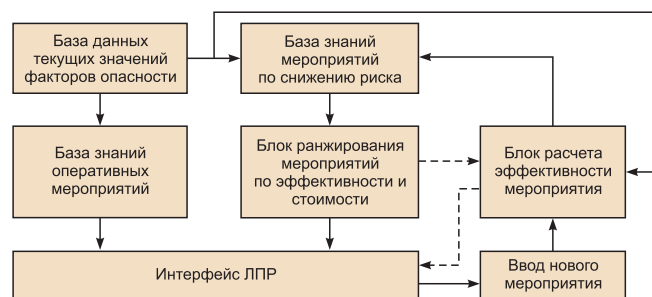 База данных
текущих значений
факторов опасности
База знаний
мероприятий
по снижению риска
База знаний
оперативных
мероприятий
Блок ранжирования
мероприятий
по эффективности и
стоимости
Блок расчета
эффективности
мероприятия
Интерфейс ЛПР
Ввод нового
мероприятия